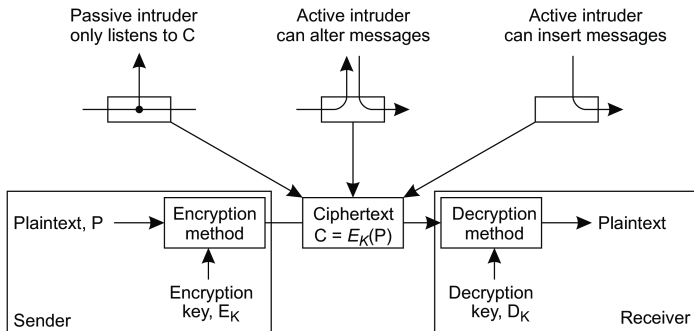 Passive intruder
only listens to C
Active intruder
can alter messages
Active intruder
can insert messages
Plaintext, P
Encryption
method
Ciphertext
C = E_K(P)
Decryption
method
Plaintext
Encryption
key, E_K
Decryption
key, D_K
Sender
Receiver